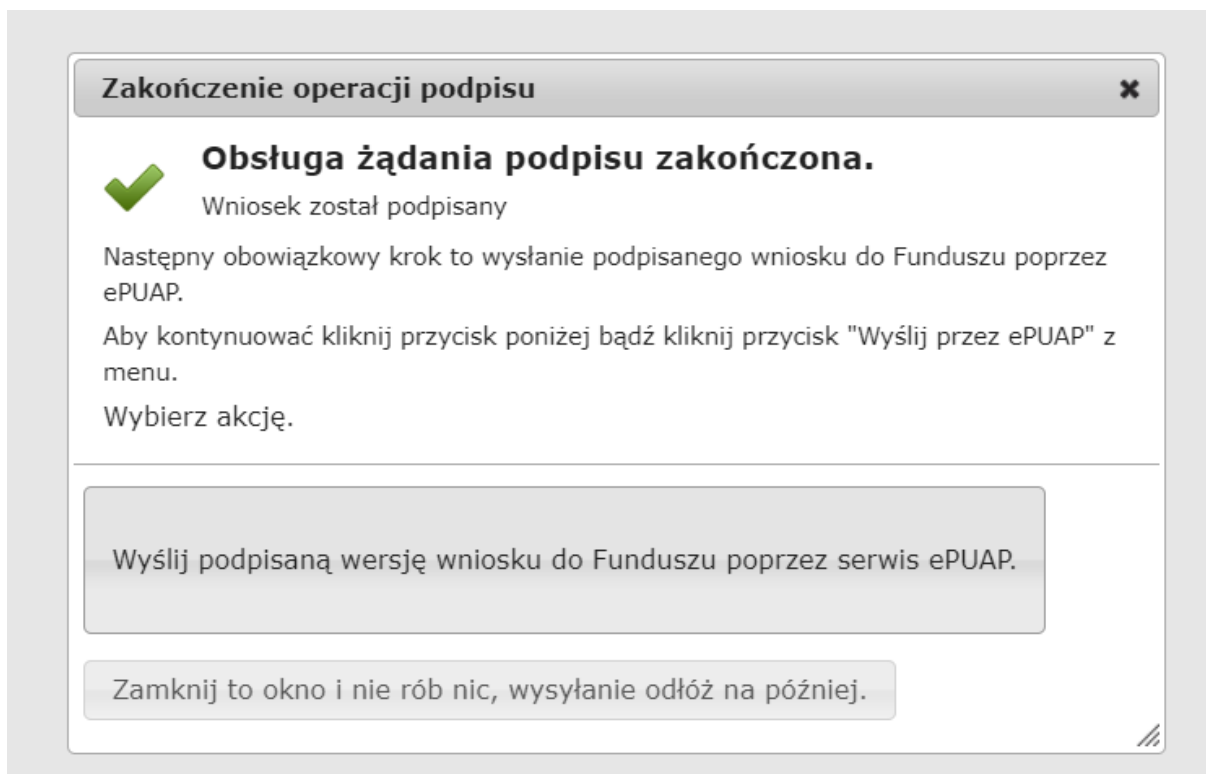 Zakończenie operacji podpisu
Obsługa żądania podpisu zakończona.
Wniosek został podpisany
Następny obowiązkowy krok to wysłanie podpisanego wniosku do Funduszu poprzez
ePUAP.
Aby kontynuować kliknij przycisk poniżej bądź kliknij przycisk "Wyślij przez ePUAP" z
menu.
Wybierz akcję.
Wyślij podpisaną wersję wniosku do Funduszu poprzez serwis ePUAP.
Zamknij to okno i nie rób nic, wysyłanie odłóż na później.